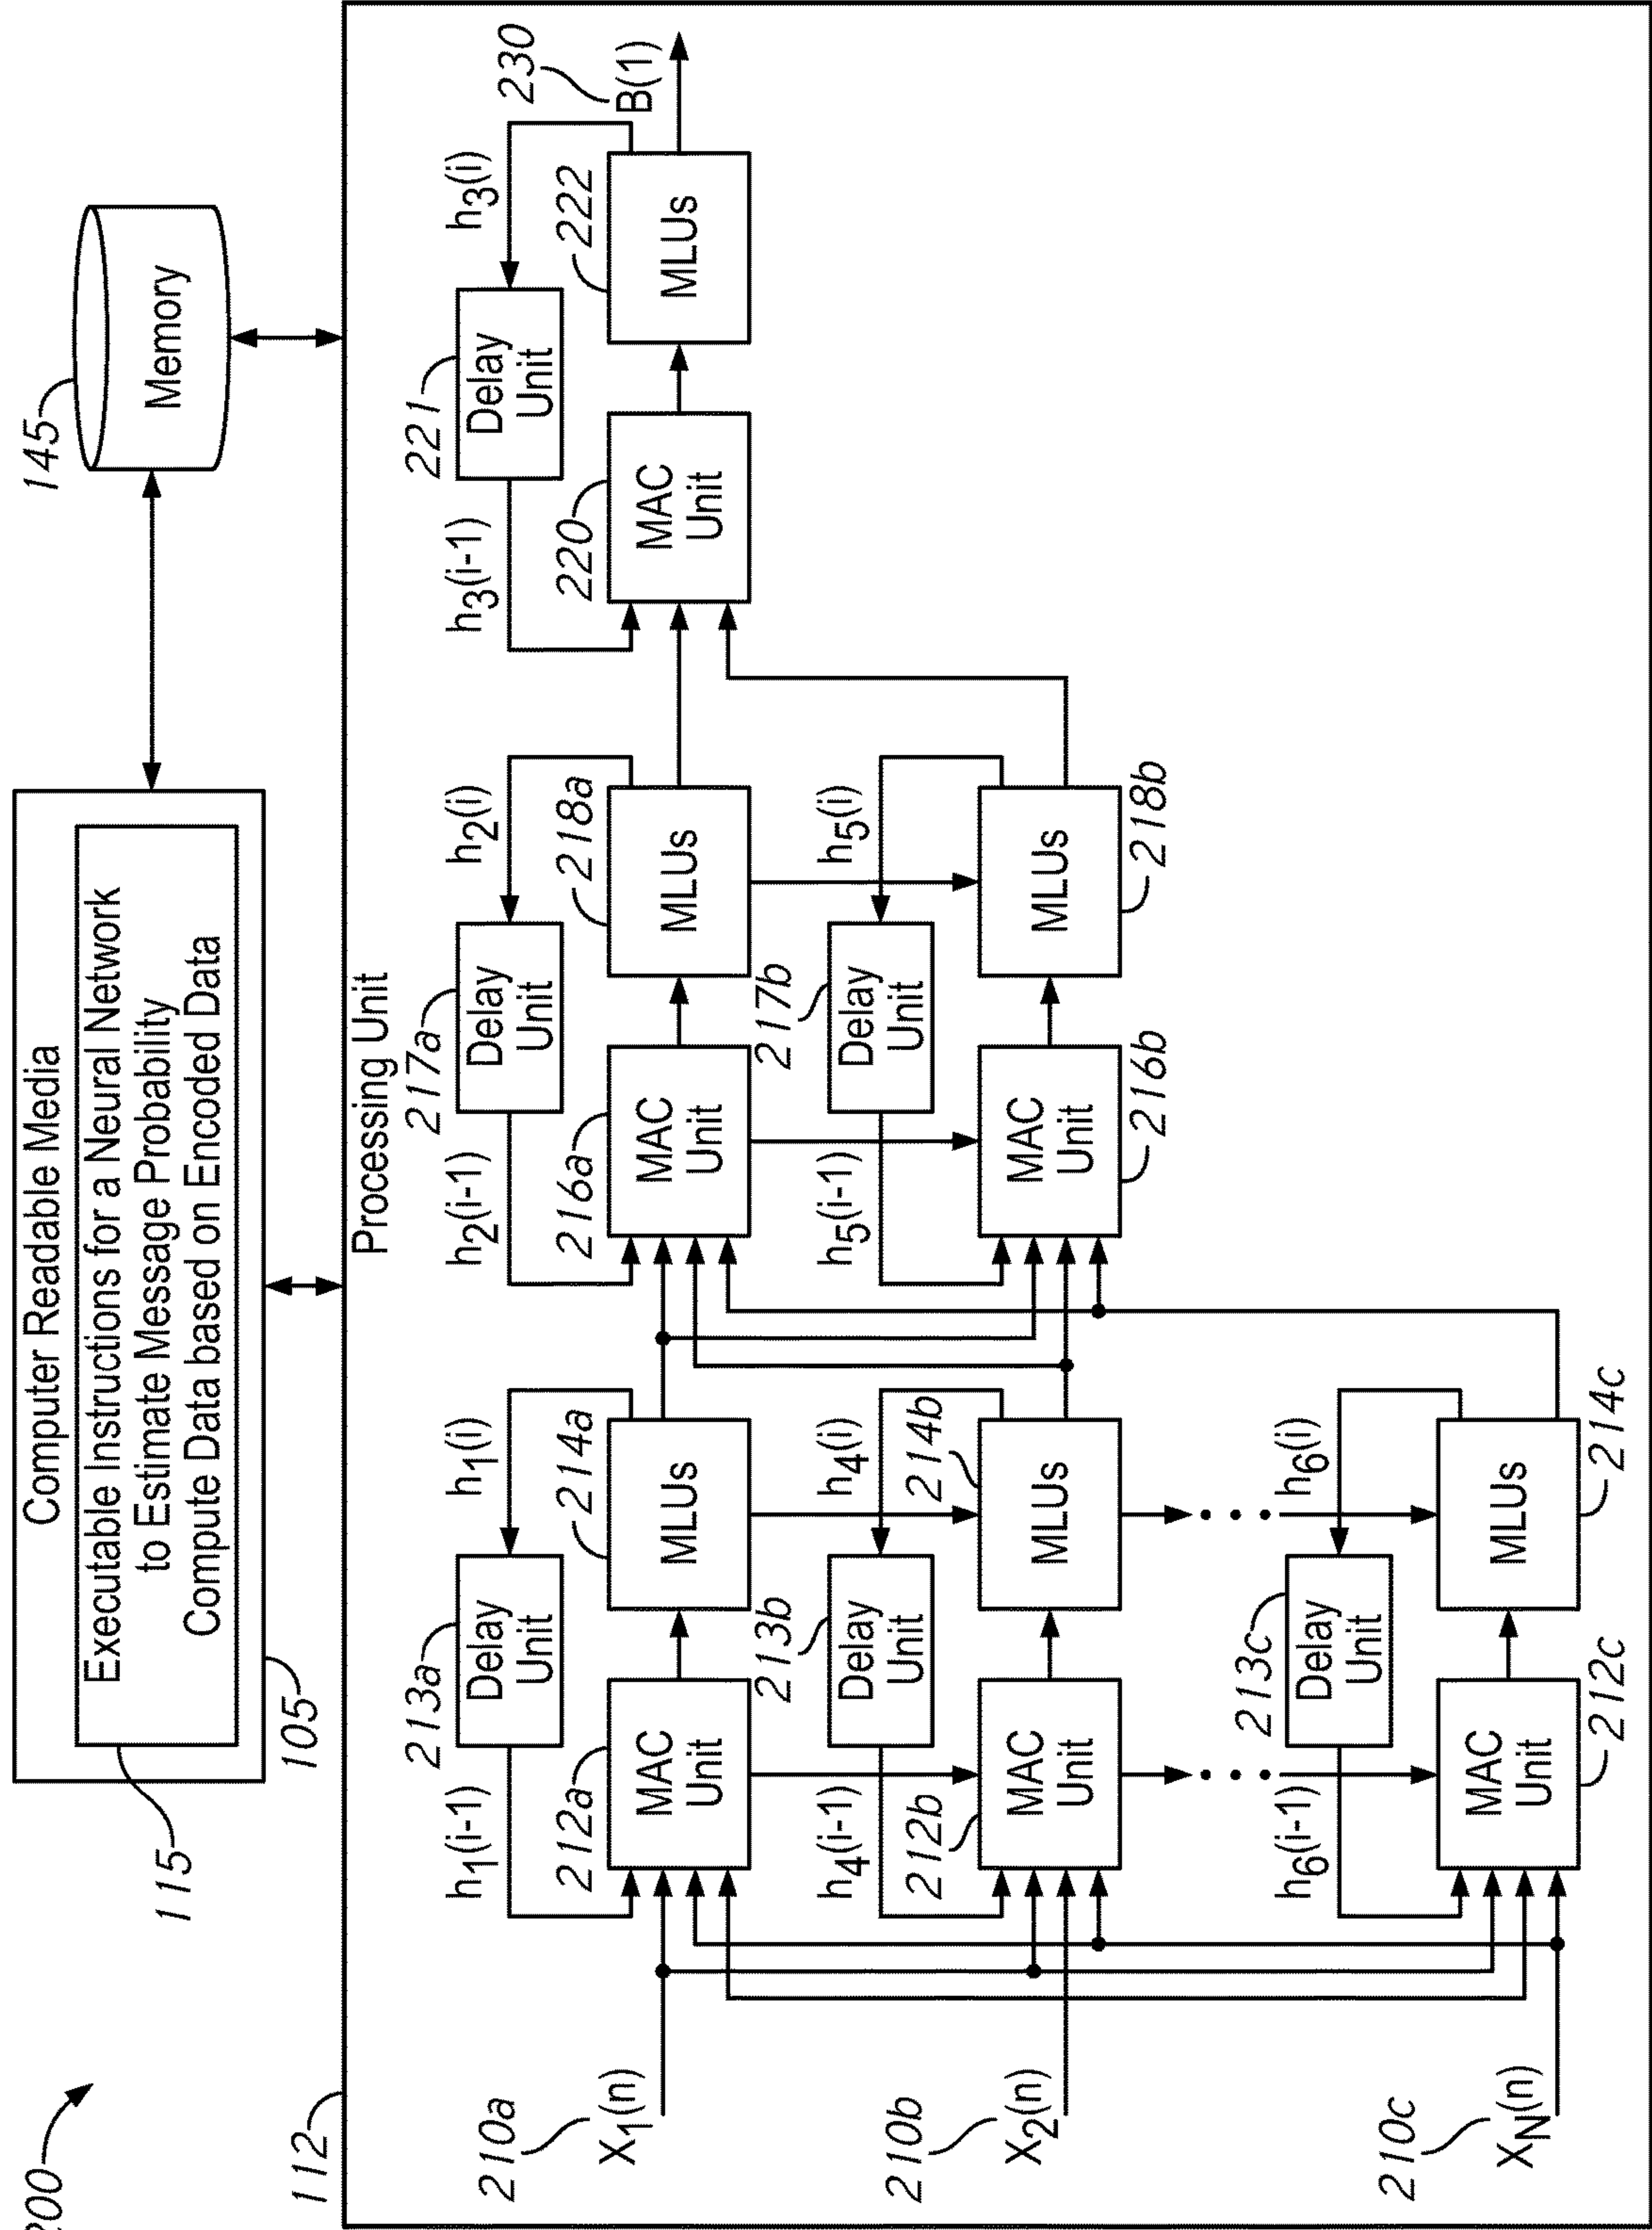 200
Computer Readable Media
Executable Instructions for a Neural Network
to Estimate Message Probability
Compute Data based on Encoded Data
115
105
145
Memory
112
Processing Unit
213a
217a
221
h1(i-1)
Delay
Unit
h1(i)
h2(i-1)
Delay
Unit
h2(i)
h3(i-1)
Delay
Unit
h3(i)
230
210a
X1(n)
212a
MAC
Unit
214a
MLUs
216a
MAC
Unit
218a
MLUs
220
MAC
Unit
222
MLUs
B(1)
213b
217b
h4(i-1)
Delay
Unit
h4(i)
h5(i-1)
Delay
Unit
h5(i)
210b
X2(n)
212b
MAC
Unit
214b
MLUs
MAC
Unit
216b
MLUs
218b
213c
h6(i-1)
Delay
Unit
h6(i)
210c
XN(n)
MAC
Unit
212c
MLUs
214c